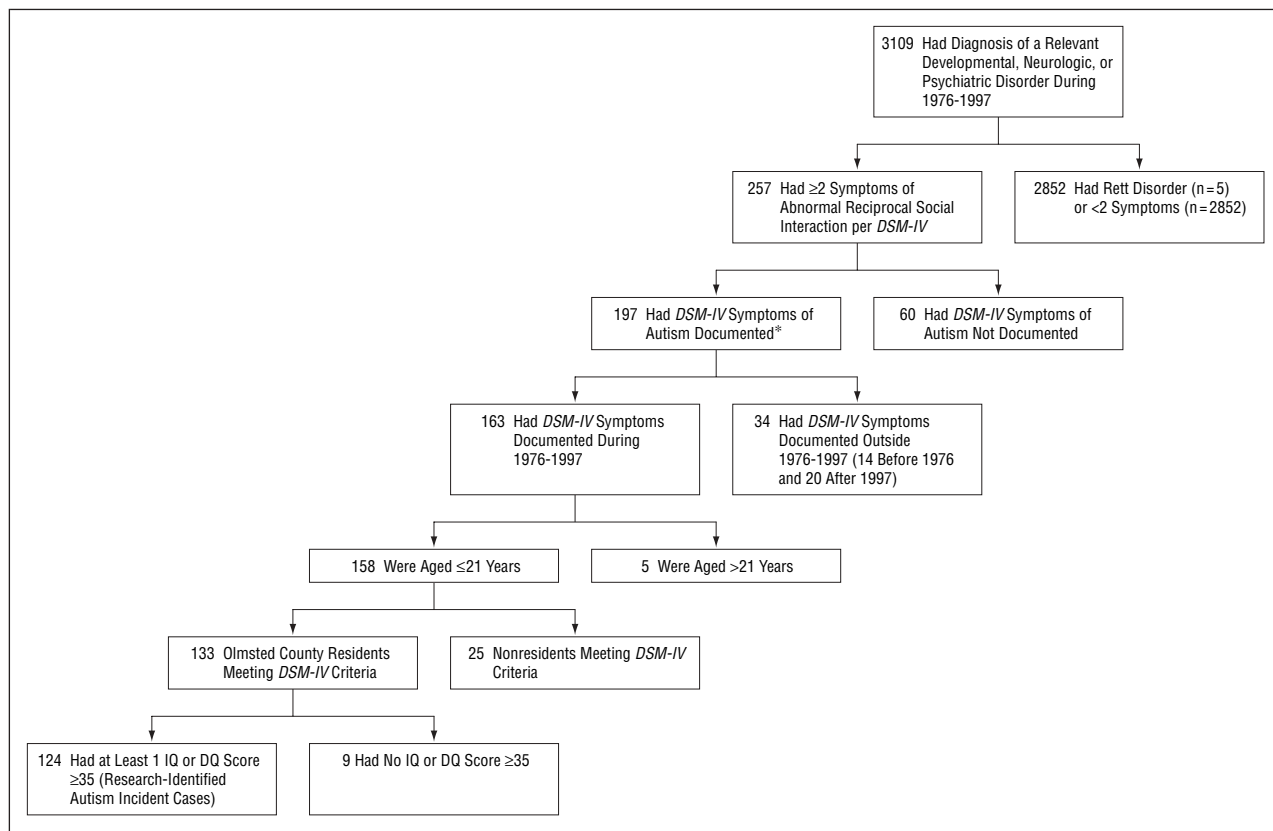 3109 Had Diagnosis of a Relevant
Developmental, Neurologic, or
Psychiatric Disorder During
1976-1997
257 Had ≥2 Symptoms of
Abnormal Reciprocal Social
Interaction per DSM-IV
2852 Had Rett Disorder (n=5)
or <2 Symptoms (n=2852)
197 Had DSM-IV Symptoms of
Autism Documented*
60 Had DSM-IV Symptoms of
Autism Not Documented
163 Had DSM-IV Symptoms
Documented During
1976-1997
34 Had DSM-IV Symptoms
Documented Outside
1976-1997 (14 Before 1976
and 20 After 1997)
158 Were Aged ≤21 Years
5 Were Aged >21 Years
133 Olmsted County Residents
Meeting DSM-IV Criteria
25 Nonresidents Meeting DSM-IV
Criteria
124 Had at Least 1 IQ or DQ Score
≥35 (Research-Identified
Autism Incident Cases)
9 Had No IQ or DQ Score ≥35